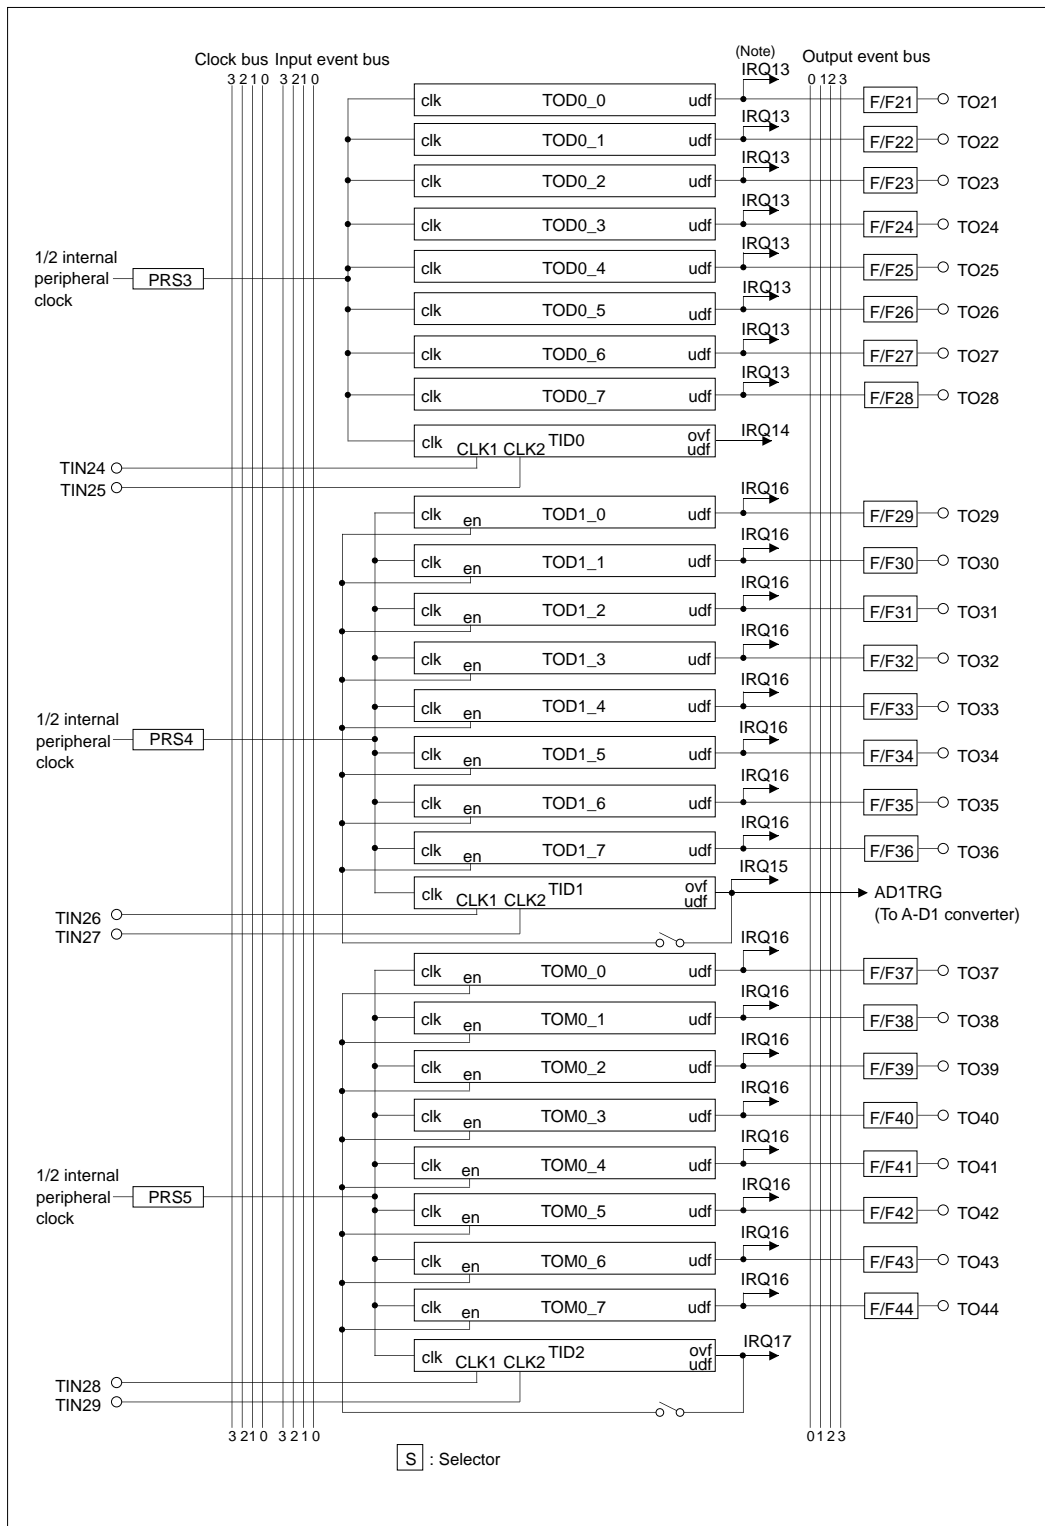 Clock bus Input event bus (Note) Output event bus
3 2 1 0 3 2 1 0 IRQ13 0 1 2 3
clk TOD0_0 udf F/F21 TO21
IRQ13
clk TOD0_1 udf F/F22 TO22
IRQ13
clk TOD0_2 udf F/F23 TO23
IRQ13
clk TOD0_3 udf F/F24 TO24
IRQ13
1/2 internal
peripheral
clock
PRS3
clk TOD0_4 udf F/F25 TO25
IRQ13
clk TOD0_5 udf F/F26 TO26
IRQ13
clk TOD0_6 udf F/F27 TO27
IRQ13
clk TOD0_7 udf F/F28 TO28
clk CLK1 CLK2 TID0 ovf udf IRQ14
TIN24
TIN25
IRQ16
clk en TOD1_0 udf F/F29 TO29
IRQ16
clk en TOD1_1 udf F/F30 TO30
IRQ16
clk en TOD1_2 udf F/F31 TO31
IRQ16
clk en TOD1_3 udf F/F32 TO32
IRQ16
clk en TOD1_4 udf F/F33 TO33
1/2 internal
peripheral
clock
PRS4
IRQ16
clk en TOD1_5 udf F/F34 TO34
IRQ16
clk en TOD1_6 udf F/F35 TO35
IRQ16
clk en TOD1_7 udf F/F36 TO36
IRQ15
clk CLK1 CLK2 TID1 ovf udf AD1TRG
(To A-D1 converter)
TIN26
TIN27
IRQ16
clk en TOM0_0 udf F/F37 TO37
IRQ16
clk en TOM0_1 udf F/F38 TO38
IRQ16
clk en TOM0_2 udf F/F39 TO39
IRQ16
clk en TOM0_3 udf F/F40 TO40
IRQ16
clk en TOM0_4 udf F/F41 TO41
1/2 internal
peripheral
clock
PRS5
IRQ16
clk en TOM0_5 udf F/F42 TO42
IRQ16
clk en TOM0_6 udf F/F43 TO43
IRQ16
clk en TOM0_7 udf F/F44 TO44
clk CLK1 CLK2 TID2 ovf udf IRQ17
TIN28
TIN29
3 2 1 0 3 2 1 0 0 1 2 3
S : Selector